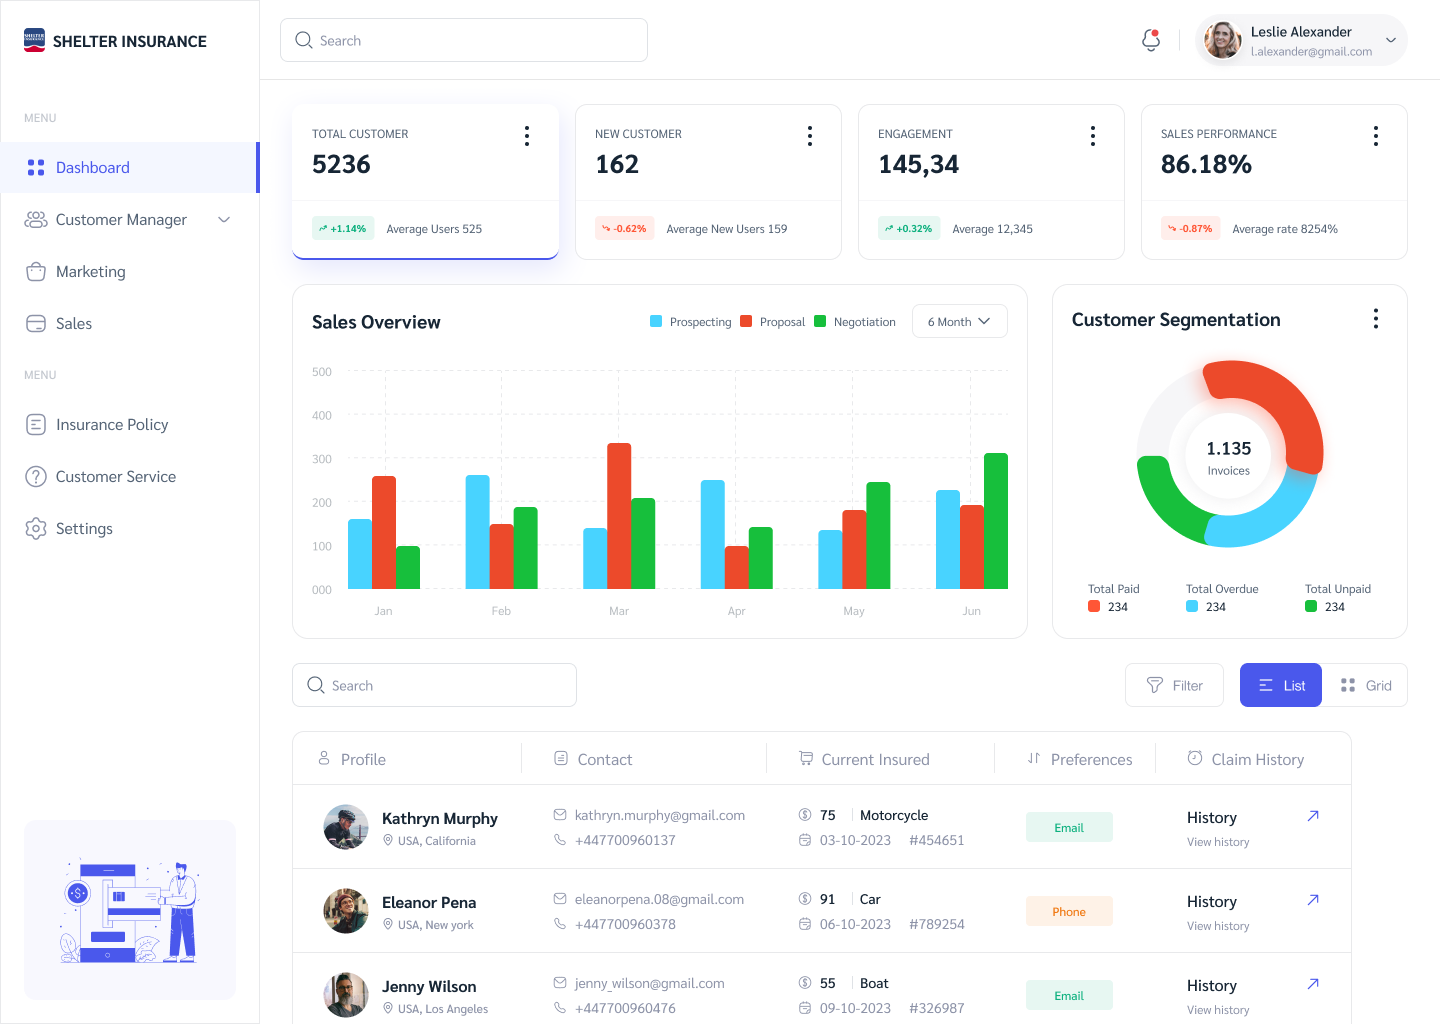 SHELTER INSURANCE
MENU
Dashboard
Customer Manager
Marketing
Sales
MENU
Insurance Policy
Customer Service
Settings
Search
Leslie Alexander
l.alexander@gmail.com
TOTAL CUSTOMER
5236
+1.14% Average Users 525
NEW CUSTOMER
162
-0.62% Average New Users 159
ENGAGEMENT
145,34
+0.32% Average 12,345
SALES PERFORMANCE
86.18%
-0.87% Average rate 8254%
Sales Overview
Prospecting Proposal Negotiation 6 Month
500
400
300
200
100
000
Jan Feb Mar Apr May Jun
Customer Segmentation
1.135
Invoices
Total Paid Total Overdue Total Unpaid
234 234 234
Search
Filter List Grid
Profile Contact Current Insured Preferences Claim History
Kathryn Murphy
USA, California
kathryn.murphy@gmail.com
+447700960137
75 Motorcycle
03-10-2023 #454651
Email
History
View history
Eleanor Pena
USA, New york
eleanorpena.08@gmail.com
+447700960378
91 Car
06-10-2023 #789254
Phone
History
View history
Jenny Wilson
USA, Los Angeles
jenny_wilson@gmail.com
+447700960476
55 Boat
09-10-2023 #326987
Email
History
View history